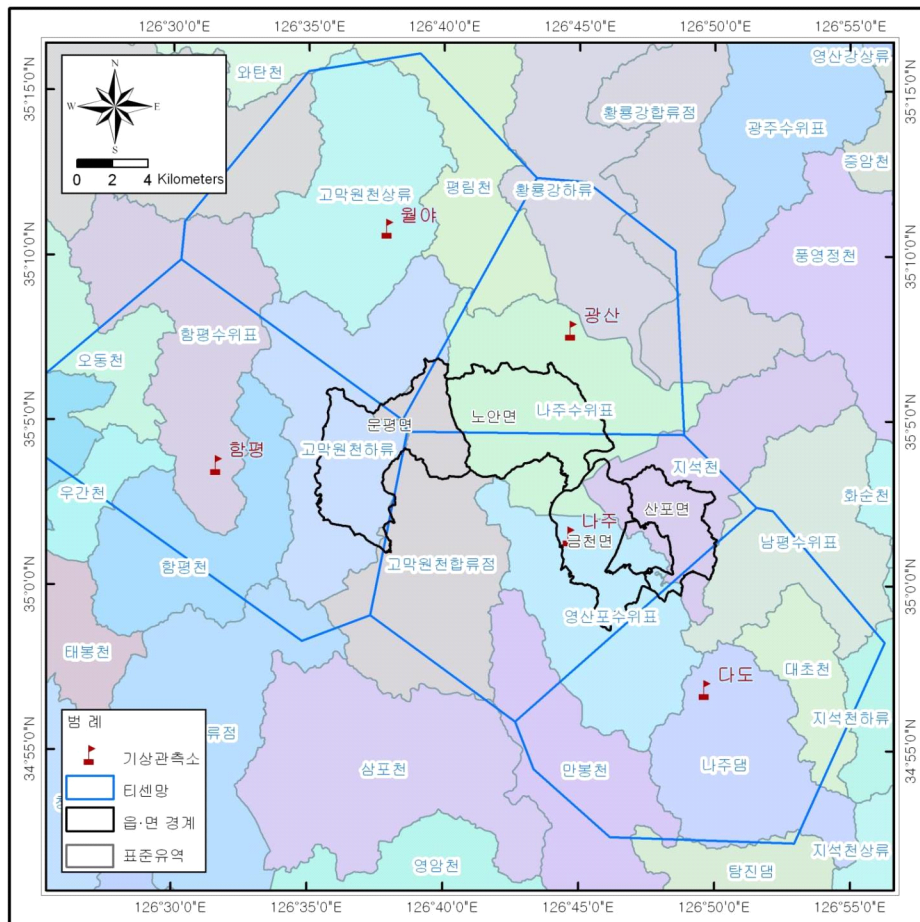 126°30'0"E 126°35'0"E 126°40'0"E 126°45'0"E 126°50'0"E 126°55'0"E
영산강상류
와탄천
35°15'0"N 35°15'0"N
N
W E
S
황룡강합류점
광주수위표
0 2 4 Kilometers
중암천
고막원천상류
평림천
황룡강하류
월야
35°10'0"N 35°10'0"N
풍영정천
광산
함평수위표
오동천
노안면
나주수위표
운평면
35°5'0"N 35°5'0"N
함평
고막원천하류
지석천
우간천
화순천
산포면
나주
금천면
남평수위표
함평천
고막원천합류점
35°0'0"N 35°0'0"N
영산포수위표
태봉천
다도
대초천
범 례
지석천하류
류점
기상관측소
34°55'0"N 34°55'0"N
삼포천
만봉천
나주댐
티센망
읍·면 경계
표준유역
영암천
탐진댐
지석천상류
126°30'0"E 126°35'0"E 126°40'0"E 126°45'0"E 126°50'0"E 126°55'0"E